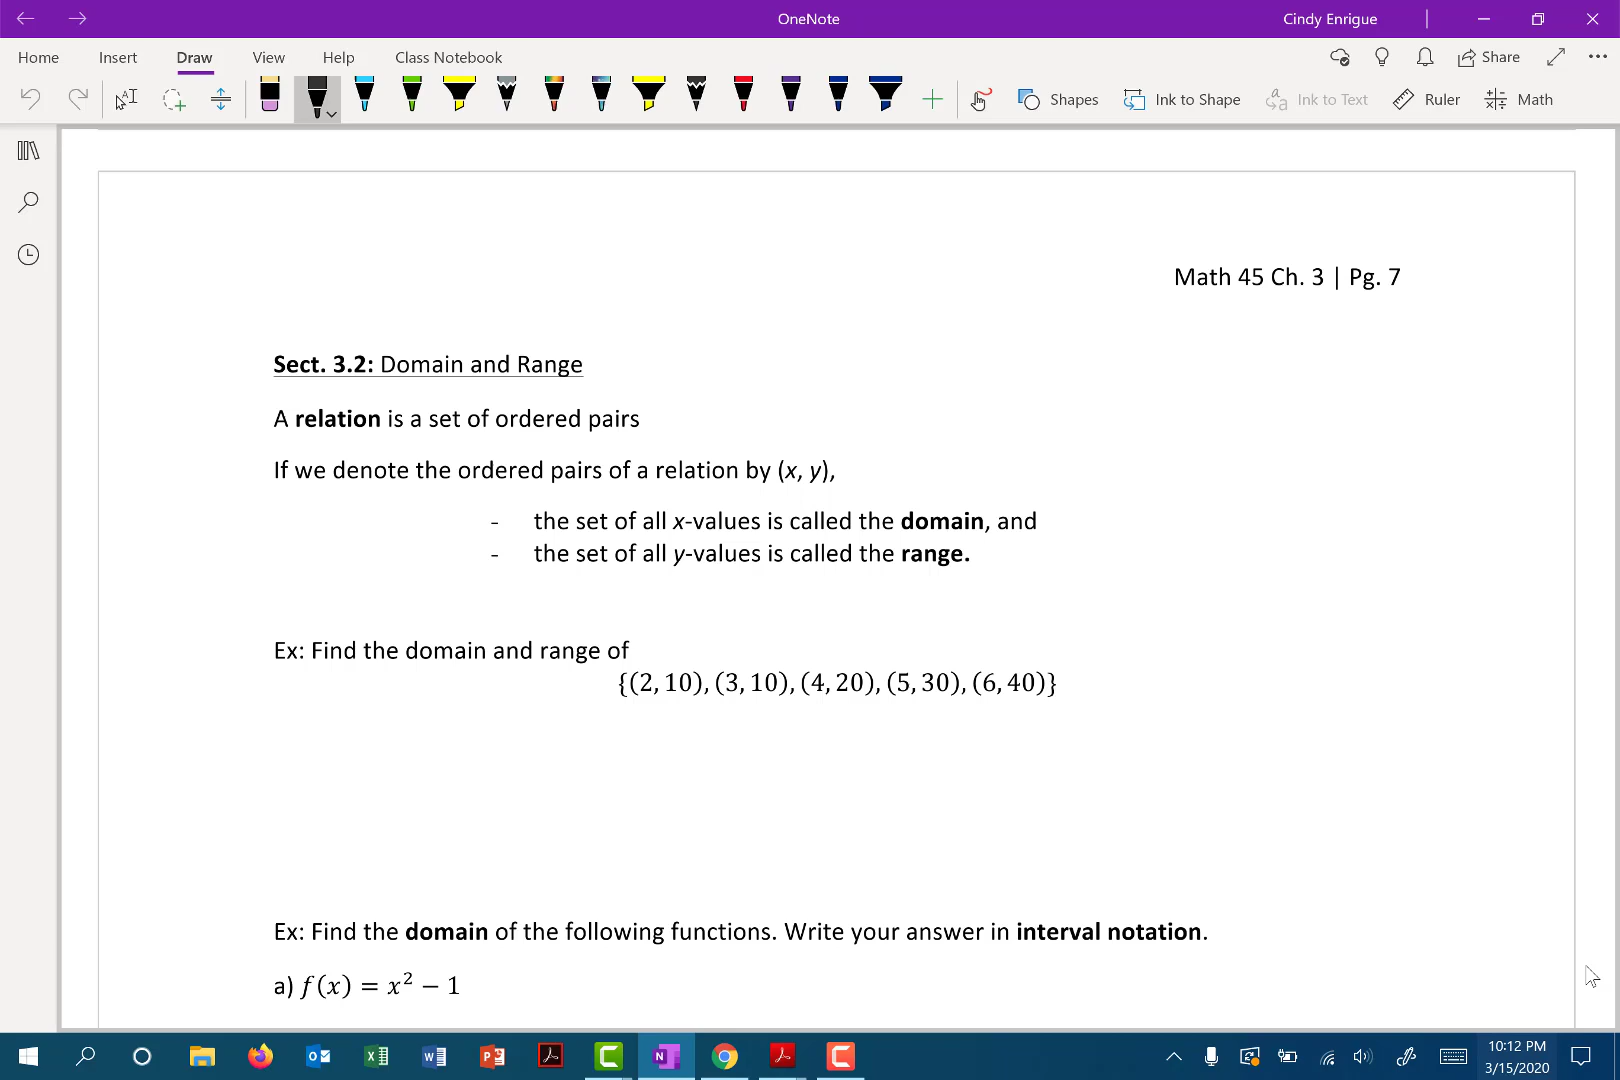 OneNote
Cindy Enrigue
Home Insert Draw View Help Class Notebook
Share
Shapes Ink to Shape Ink to Text Ruler Math
Math 45 Ch. 3 | Pg. 7
Sect. 3.2: Domain and Range
A relation is a set of ordered pairs
If we denote the ordered pairs of a relation by (x, y),
- the set of all x-values is called the domain, and
- the set of all y-values is called the range.
Ex: Find the domain and range of
{(2, 10), (3, 10), (4, 20), (5, 30), (6, 40)}
Ex: Find the domain of the following functions. Write your answer in interval notation.
a) f(x) = x² − 1
10:12 PM
3/15/2020